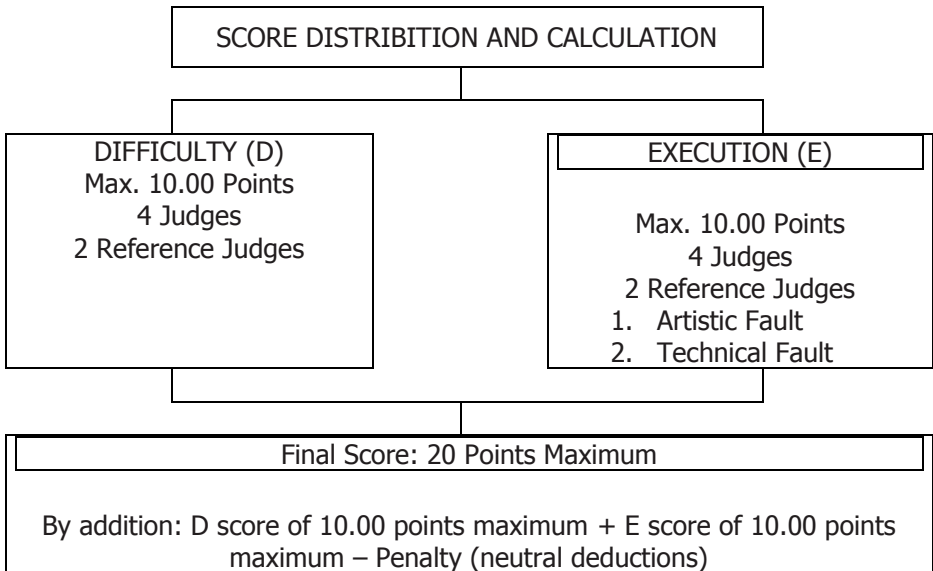 SCORE DISTRIBITION AND CALCULATION
DIFFICULTY (D)
Max. 10.00 Points
4 Judges
2 Reference Judges
EXECUTION (E)
Max. 10.00 Points
4 Judges
2 Reference Judges
1. Artistic Fault
2. Technical Fault
Final Score: 20 Points Maximum
By addition: D score of 10.00 points maximum + E score of 10.00 points
maximum – Penalty (neutral deductions)